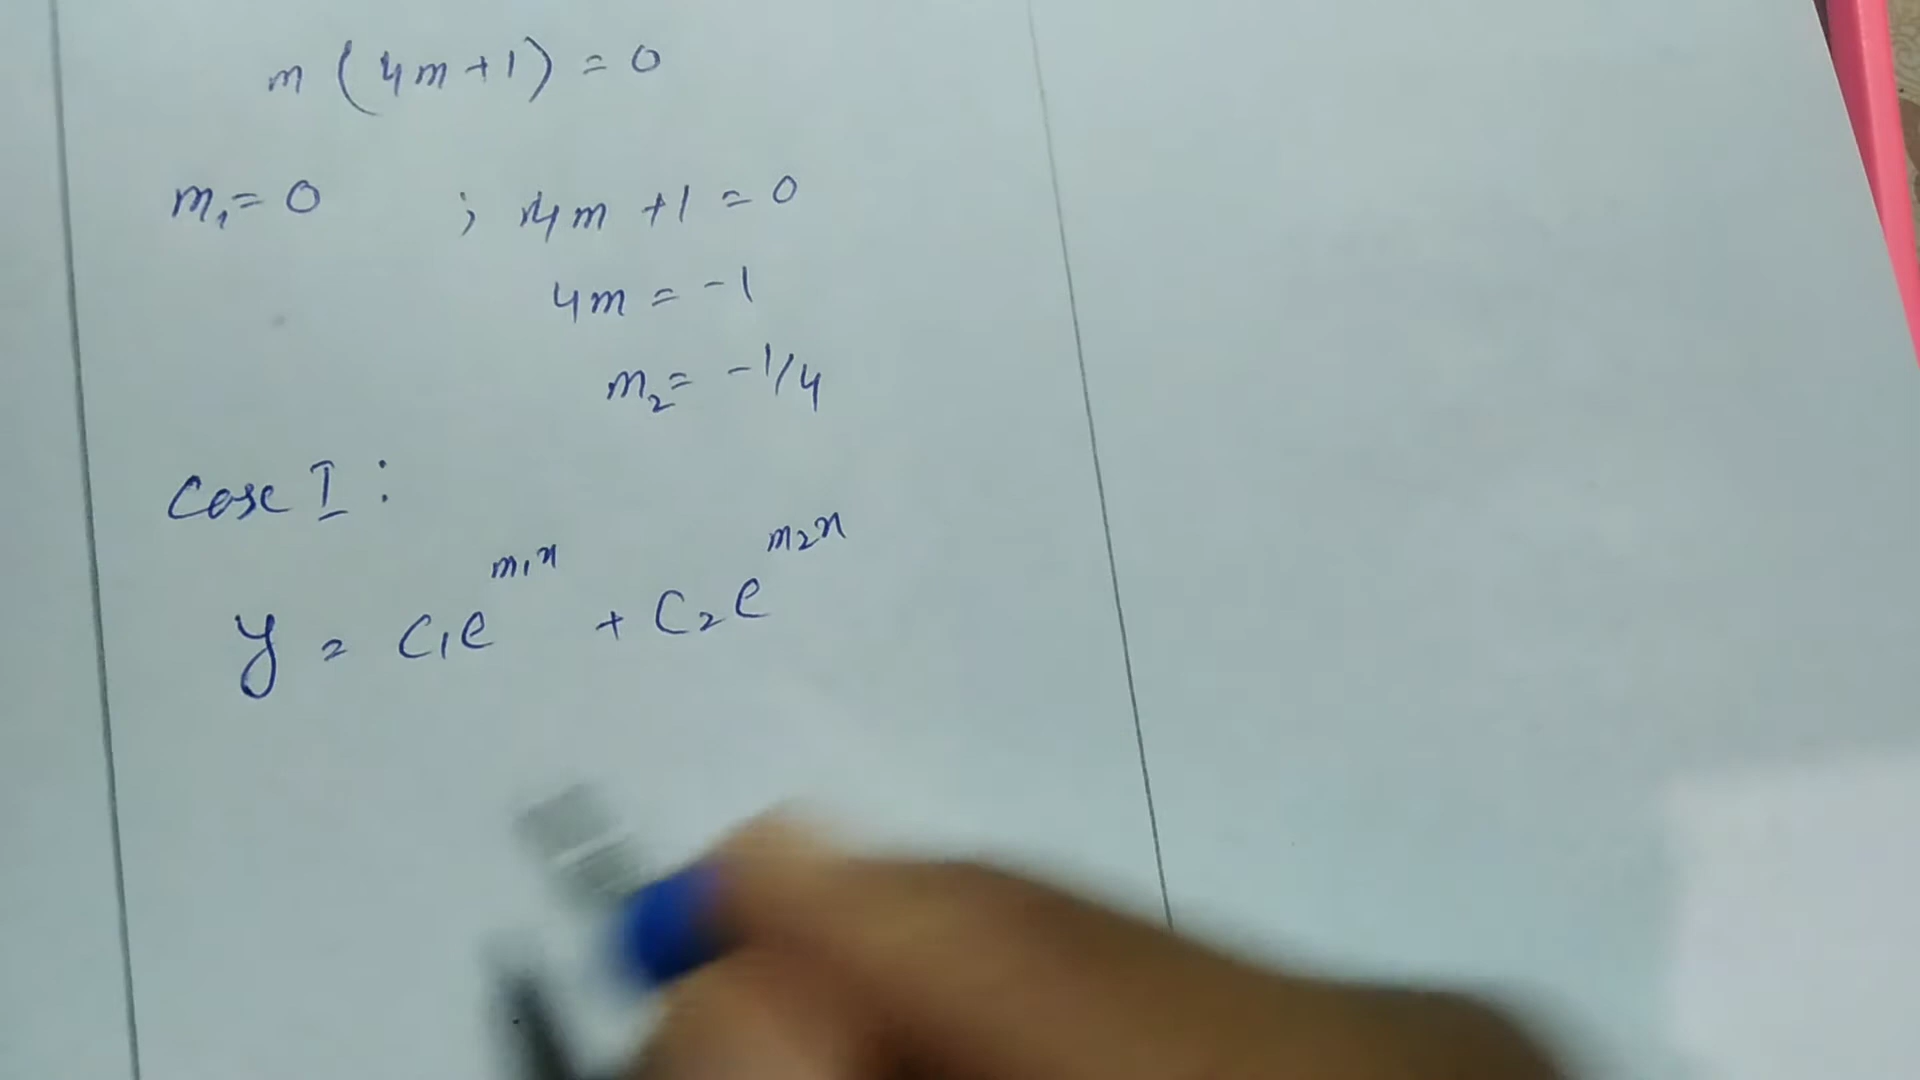 m (4m+1) = 0
m₁ = 0 ; 4m + 1 = 0
4m = -1
m₂ = -1/4
Case I :
y = c₁e^{m₁x} + c₂e^{m₂x}